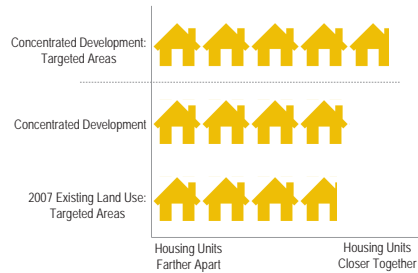 Concentrated Development:
Targeted Areas
Concentrated Development
2007 Existing Land Use:
Targeted Areas
Housing Units
Farther Apart
Housing Units
Closer Together